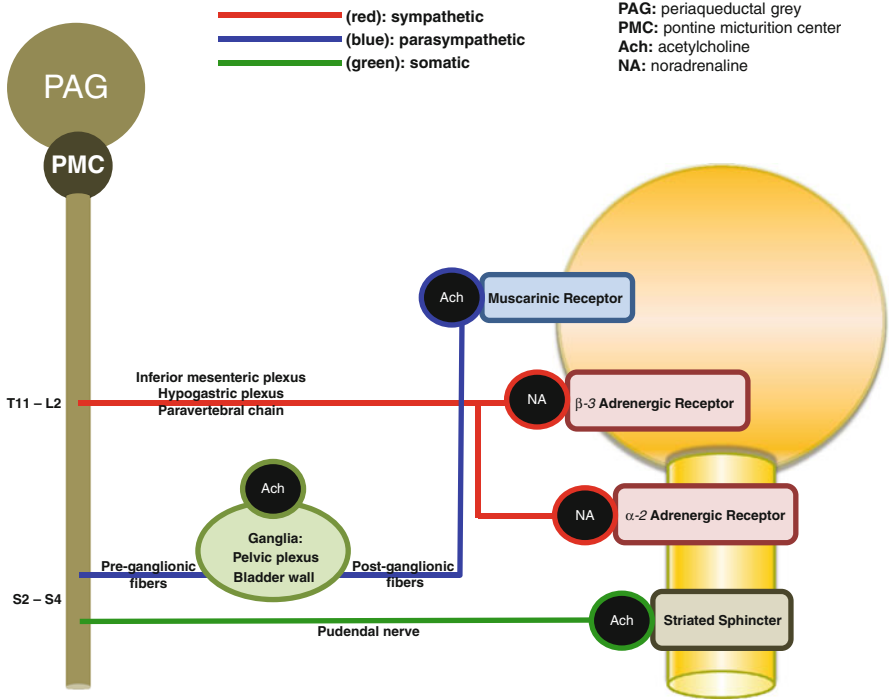 (red): sympathetic
(blue): parasympathetic
(green): somatic
PAG: periaqueductal grey
PMC: pontine micturition center
Ach: acetylcholine
NA: noradrenaline
PAG
PMC
Ach
Muscarinic Receptor
Inferior mesenteric plexus
Hypogastric plexus
Paravertebral chain
T11 – L2
NA
β-3 Adrenergic Receptor
Ach
NA
α-2 Adrenergic Receptor
Ganglia:
Pelvic plexus
Bladder wall
Pre-ganglionic
fibers
Post-ganglionic
fibers
S2 – S4
Ach
Striated Sphincter
Pudendal nerve